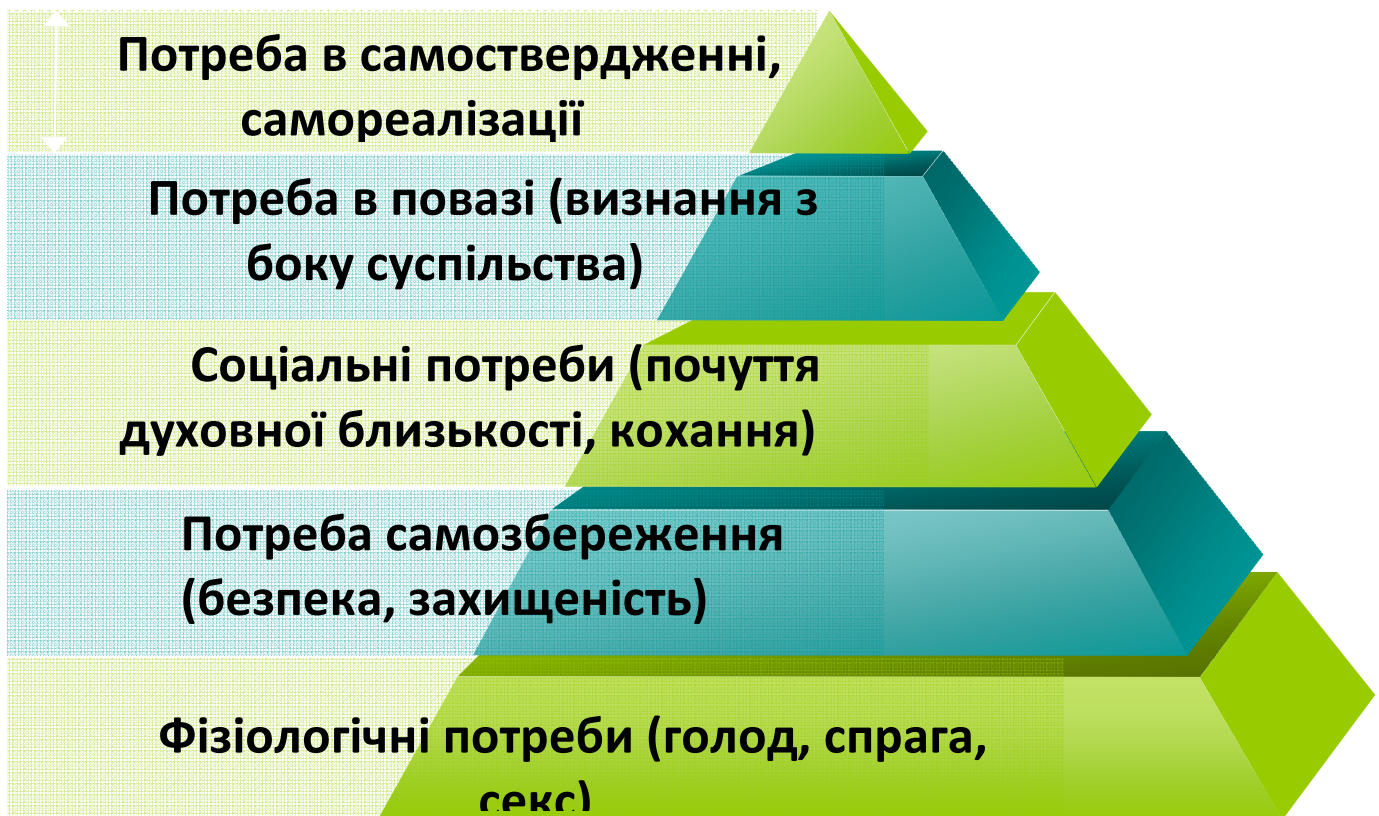 Потреба в самоствердженні,
самореалізації
Потреба в повазі (визнання з
боку суспільства)
Соціальні потреби (почуття
духовної близькості, кохання)
Потреба самозбереження
(безпека, захищеність)
Фізіологічні потреби (голод, спрага,
секс)